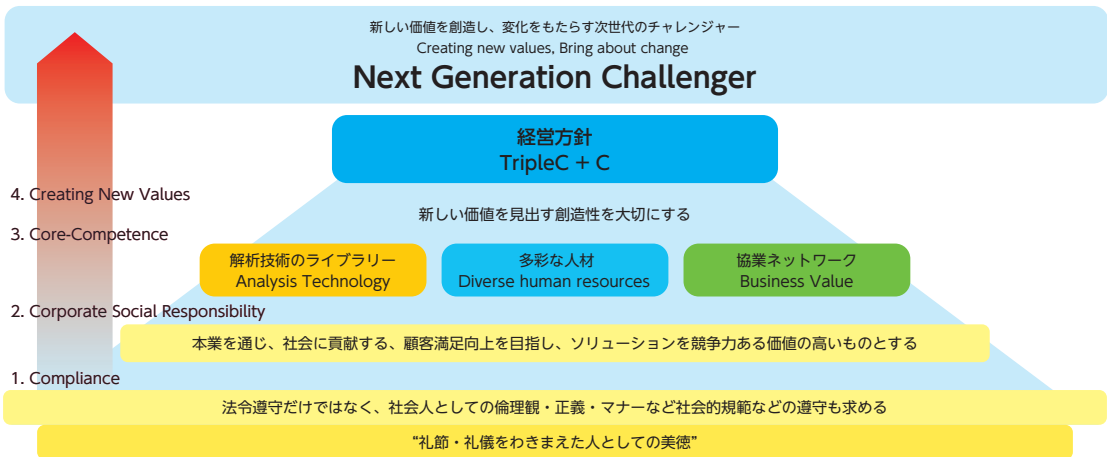 新しい価値を創造し、変化をもたらす次世代のチャレンジャー
Creating new values, Bring about change
Next Generation Challenger
経営方針
TripleC + C
4. Creating New Values
新しい価値を見出す創造性を大切にする
3. Core-Competence
解析技術のライブラリー
Analysis Technology
多彩な人材
Diverse human resources
協業ネットワーク
Business Value
2. Corporate Social Responsibility
本業を通じ、社会に貢献する、顧客満足向上を目指し、ソリューションを競争力ある価値の高いものとする
1. Compliance
法令遵守だけではなく、社会人としての倫理観・正義・マナーなど社会的規範などの遵守も求める
“礼節・礼儀をわきまえた人としての美徳”